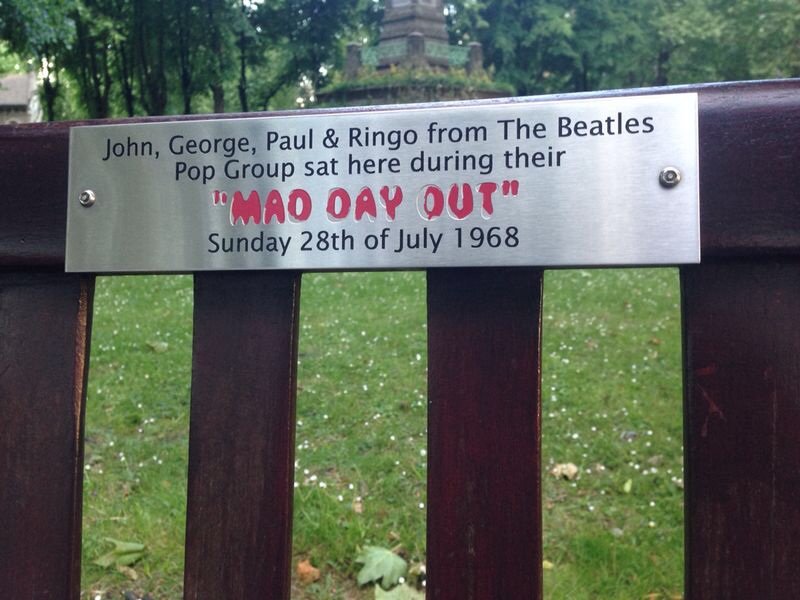 John, George, Paul & Ringo from The Beatles
Pop Group sat here during their
"MAD DAY OUT"
Sunday 28th of July 1968